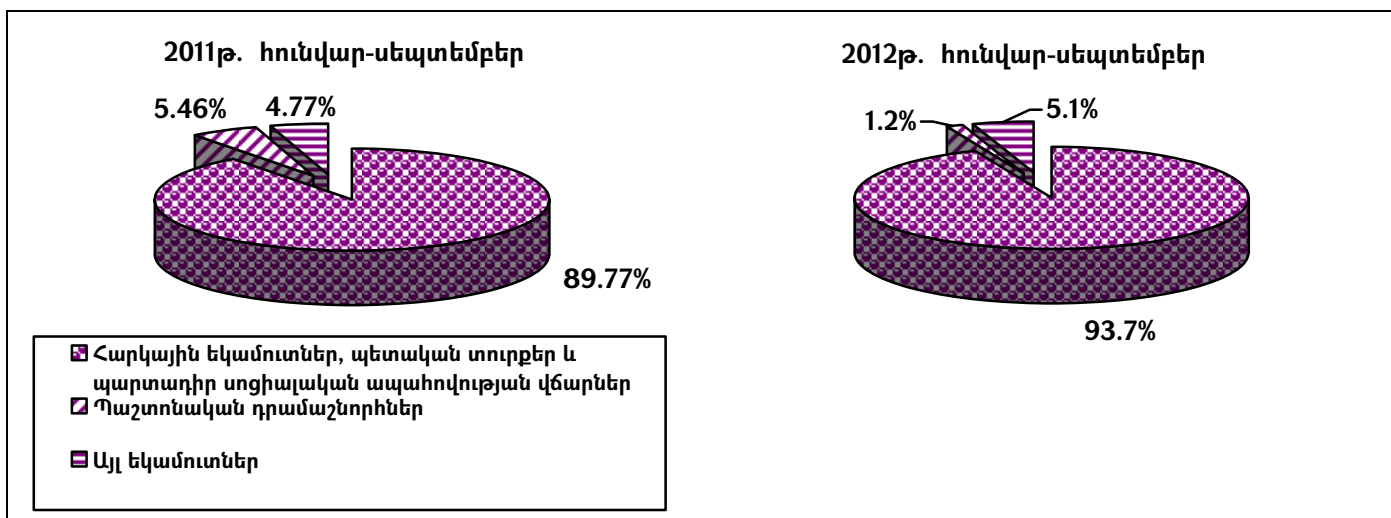 2011թ. հունվար-սեպտեմբեր
5.46%
4.77%
89.77%
2012թ. հունվար-սեպտեմբեր
1.2%
5.1%
93.7%
Հարկային եկամուտներ, պետական տուրքեր և
պարտադիր սոցիալական ապահովության վճարներ
Պաշտոնական դրամաշնորհներ
Այլ եկամուտներ